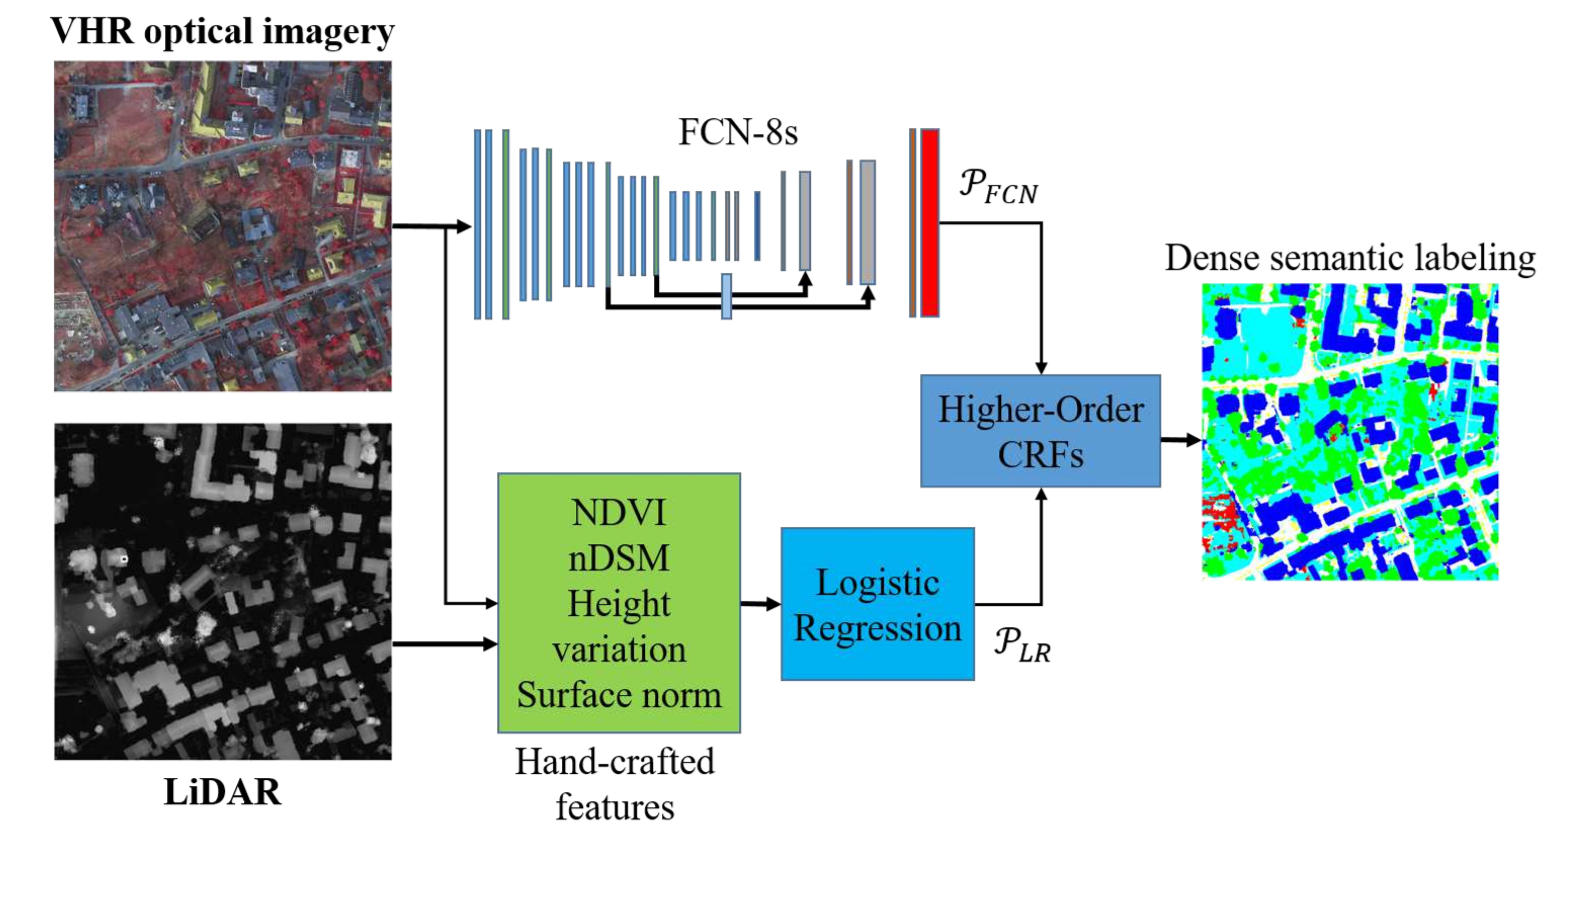 VHR optical imagery
FCN-8s
𝒫FCN
Dense semantic labeling
Higher-Order
CRFs
NDVI
nDSM
Height
variation
Surface norm
Logistic
Regression
𝒫LR
Hand-crafted
features
LiDAR